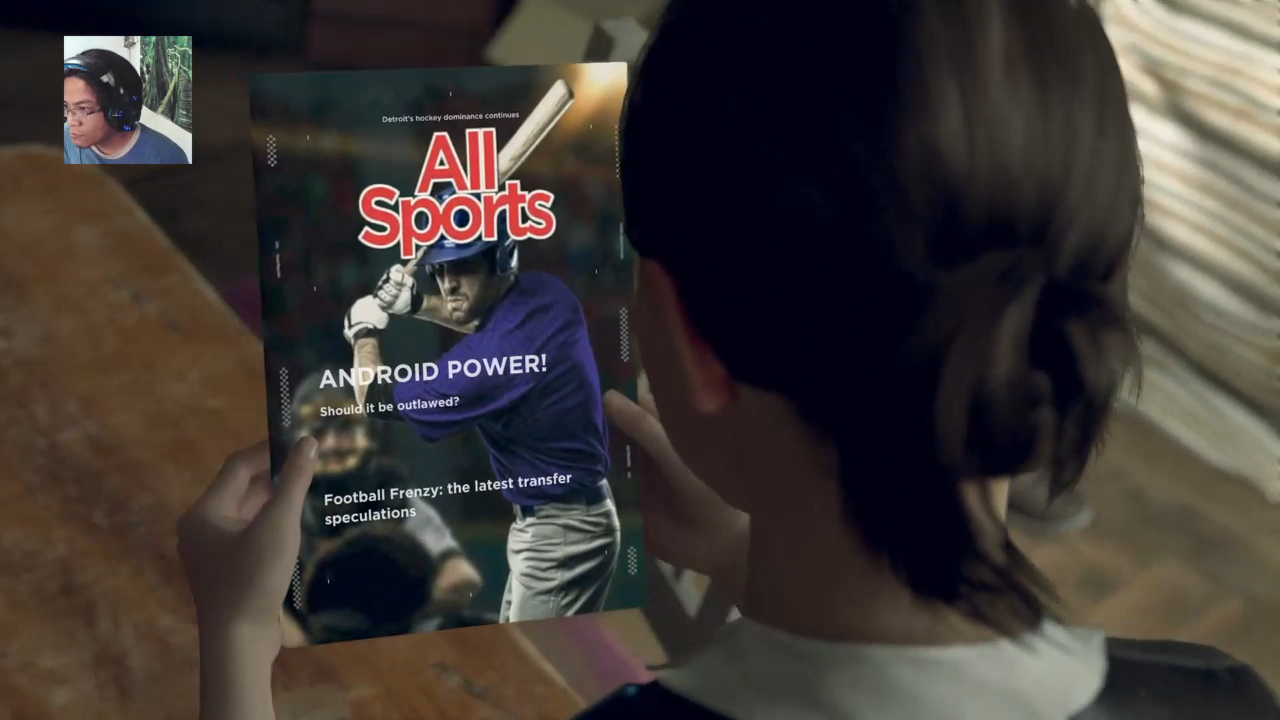 Detroit's hockey dominance continues
All
Sports
ANDROID POWER!
Should it be outlawed?
Football Frenzy: the latest transfer
speculations